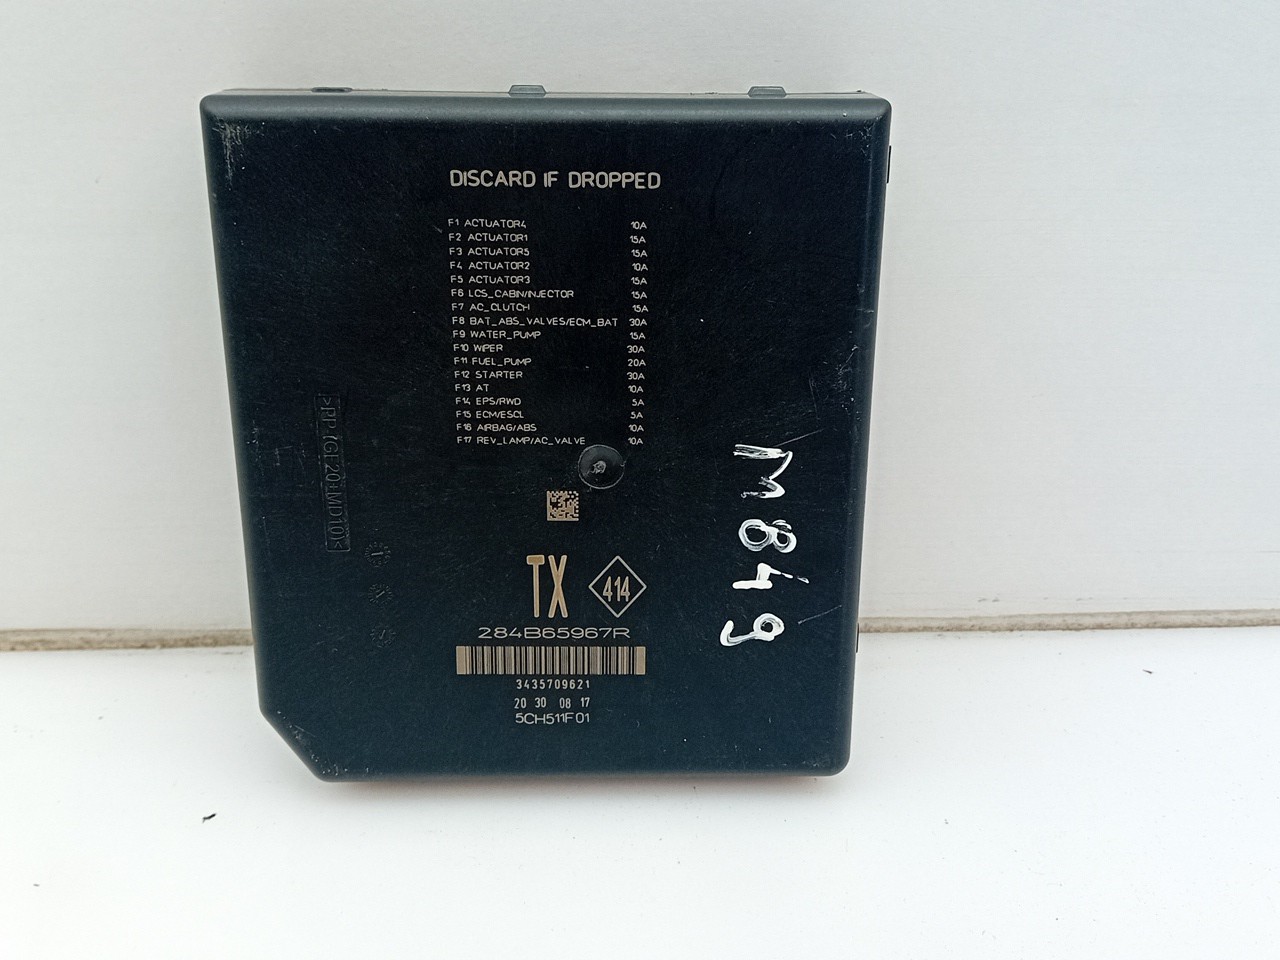 DISCARD IF DROPPED
F1 ACTUATOR4 10A
F2 ACTUATOR1 15A
F3 ACTUATOR5 15A
F4 ACTUATOR2 10A
F5 ACTUATOR3 15A
F6 LCS_CABIN/INJECTOR 15A
F7 AC_CLUTCH 15A
F8 BAT_ABS_VALVES/ECM_BAT 30A
F9 WATER_PUMP 15A
F10 WIPER 30A
F11 FUEL_PUMP 20A
F12 STARTER 30A
F13 AT 10A
F14 EPS/RWD 5A
F15 ECM/ESCL 5A
F16 AIRBAG/ABS 10A
F17 REV_LAMP/AC_VALVE 10A
TX 414
284B65967R
3435709621
20 30 08 17
5CH511F01
M849